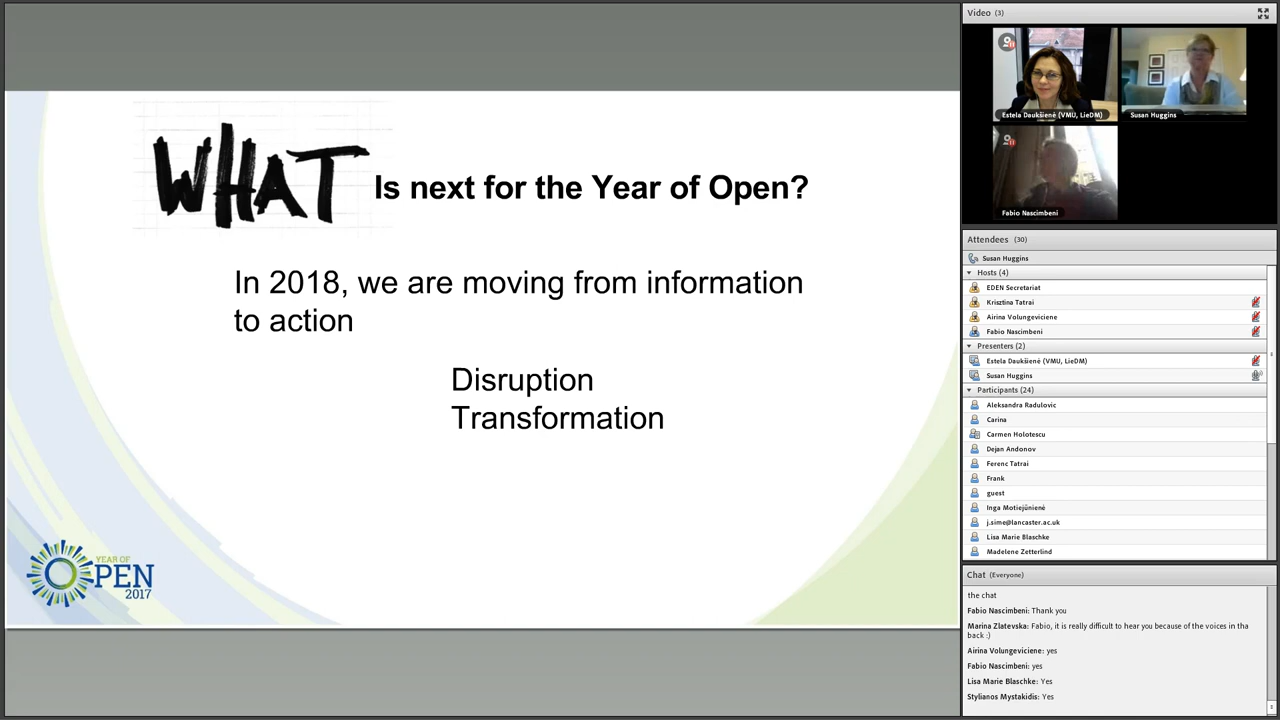 WHAT Is next for the Year of Open?
In 2018, we are moving from information
to action
Disruption
Transformation
YEAR OF
OPEN
2017
Video (3)
Estela Daukšienė (VMU, LieDM)
Susan Huggins
Fabio Nascimbeni
Attendees (30)
Susan Huggins
Hosts (4)
EDEN Secretariat
Krisztina Tatrai
Airina Volungeviciene
Fabio Nascimbeni
Presenters (2)
Estela Daukšienė (VMU, LieDM)
Susan Huggins
Participants (24)
Aleksandra Radulovic
Carina
Carmen Holotescu
Dejan Andonov
Ferenc Tatrai
Frank
guest
Inga Motiejūnienė
j.sime@lancaster.ac.uk
Lisa Marie Blaschke
Madelene Zetterlind
Chat (Everyone)
the chat
Fabio Nascimbeni: Thank you
Marina Zlatevska: Fabio, it is really difficult to hear you because of the voices in tha
back :)
Airina Volungeviciene: yes
Fabio Nascimbeni: yes
Lisa Marie Blaschke: Yes
Stylianos Mystakidis: Yes